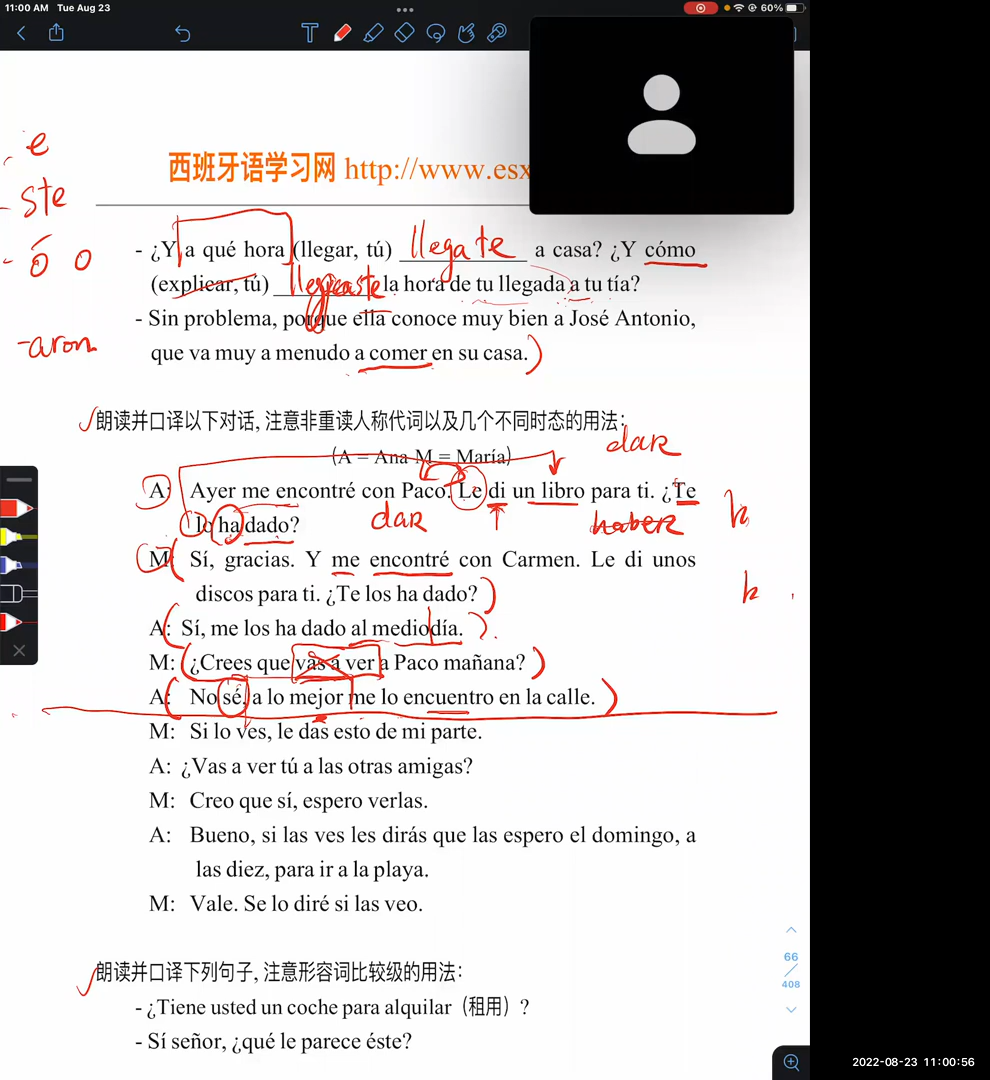 11:00 AM Tue Aug 23
60%
西班牙语学习网 http://www.esx
e
ste
ó o
-aron
- ¿Y a qué hora (llegar, tú) llegate a casa? ¿Y cómo
(explicar, tú) la hora de tu llegada a tu tía?
- Sin problema, porque ella conoce muy bien a José Antonio,
que va muy a menudo a comer en su casa.
朗读并口译以下对话, 注意非重读人称代词以及几个不同时态的用法:
dar
(A = Ana M = María)
A: Ayer me encontré con Paco. Le di un libro para ti. ¿Te
lo ha dado?
dar haber
M: Sí, gracias. Y me encontré con Carmen. Le di unos
discos para ti. ¿Te los ha dado?
A: Sí, me los ha dado al mediodía.
M: ¿Crees que vas a ver a Paco mañana?
A: No sé, a lo mejor me lo encuentro en la calle.
M: Si lo ves, le das esto de mi parte.
A: ¿Vas a ver tú a las otras amigas?
M: Creo que sí, espero verlas.
A: Bueno, si las ves les dirás que las espero el domingo, a
las diez, para ir a la playa.
M: Vale. Se lo diré si las veo.
朗读并口译下列句子, 注意形容词比较级的用法:
- ¿Tiene usted un coche para alquilar（租用）?
- Sí señor, ¿qué le parece éste?
66
408
2022-08-23 11:00:56